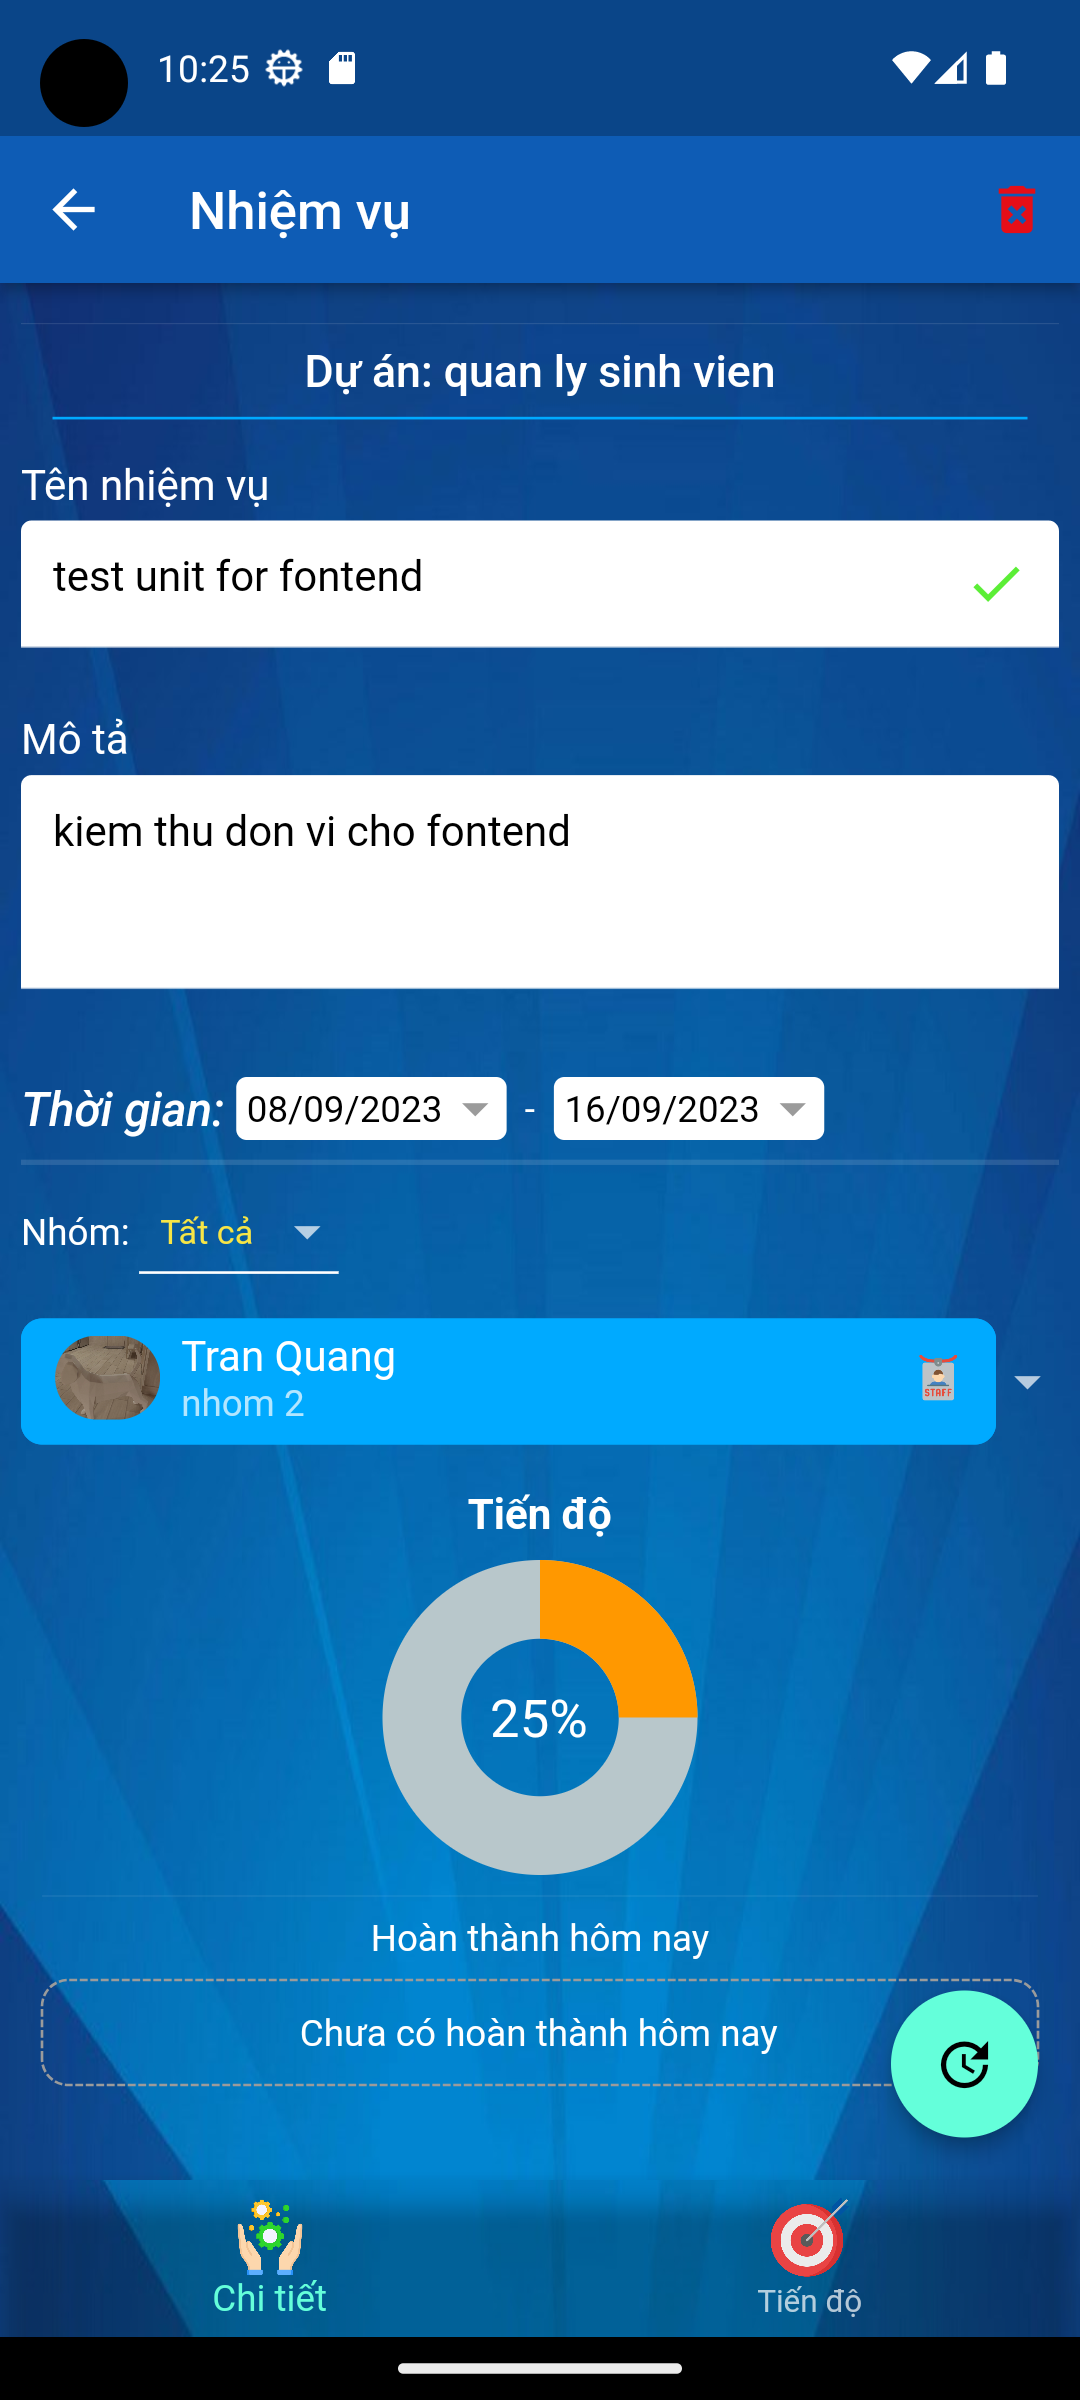 10:25
Nhiệm vụ
Dự án: quan ly sinh vien
Tên nhiệm vụ
test unit for fontend
Mô tả
kiem thu don vi cho fontend
Thời gian: 08/09/2023 - 16/09/2023
Nhóm: Tất cả
Tran Quang
nhom 2
STAFF
Tiến độ
25%
Hoàn thành hôm nay
Chưa có hoàn thành hôm nay
Chi tiết
Tiến độ